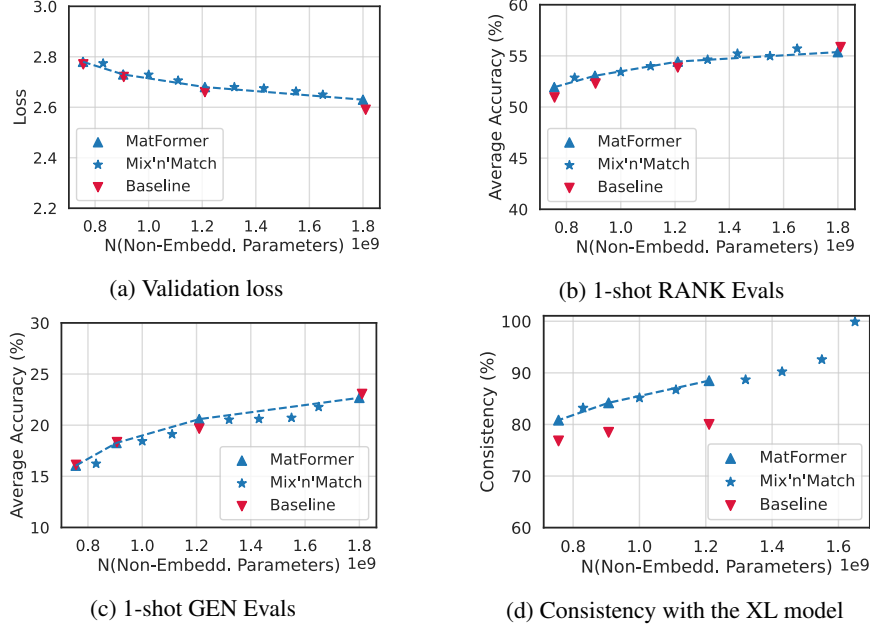 3.0
2.8
2.6
2.4
2.2
Loss
MatFormer
Mix'n'Match
Baseline
0.8 1.0 1.2 1.4 1.6 1.8
N(Non-Embedd. Parameters) 1e9
(a) Validation loss
60
55
50
45
40
Average Accuracy (%)
MatFormer
Mix'n'Match
Baseline
0.8 1.0 1.2 1.4 1.6 1.8
N(Non-Embedd. Parameters) 1e9
(b) 1-shot RANK Evals
30
25
20
15
10
Average Accuracy (%)
MatFormer
Mix'n'Match
Baseline
0.8 1.0 1.2 1.4 1.6 1.8
N(Non-Embedd. Parameters) 1e9
(c) 1-shot GEN Evals
100
90
80
70
60
Consistency (%)
MatFormer
Mix'n'Match
Baseline
0.8 1.0 1.2 1.4 1.6
N(Non-Embedd. Parameters) 1e9
(d) Consistency with the XL model